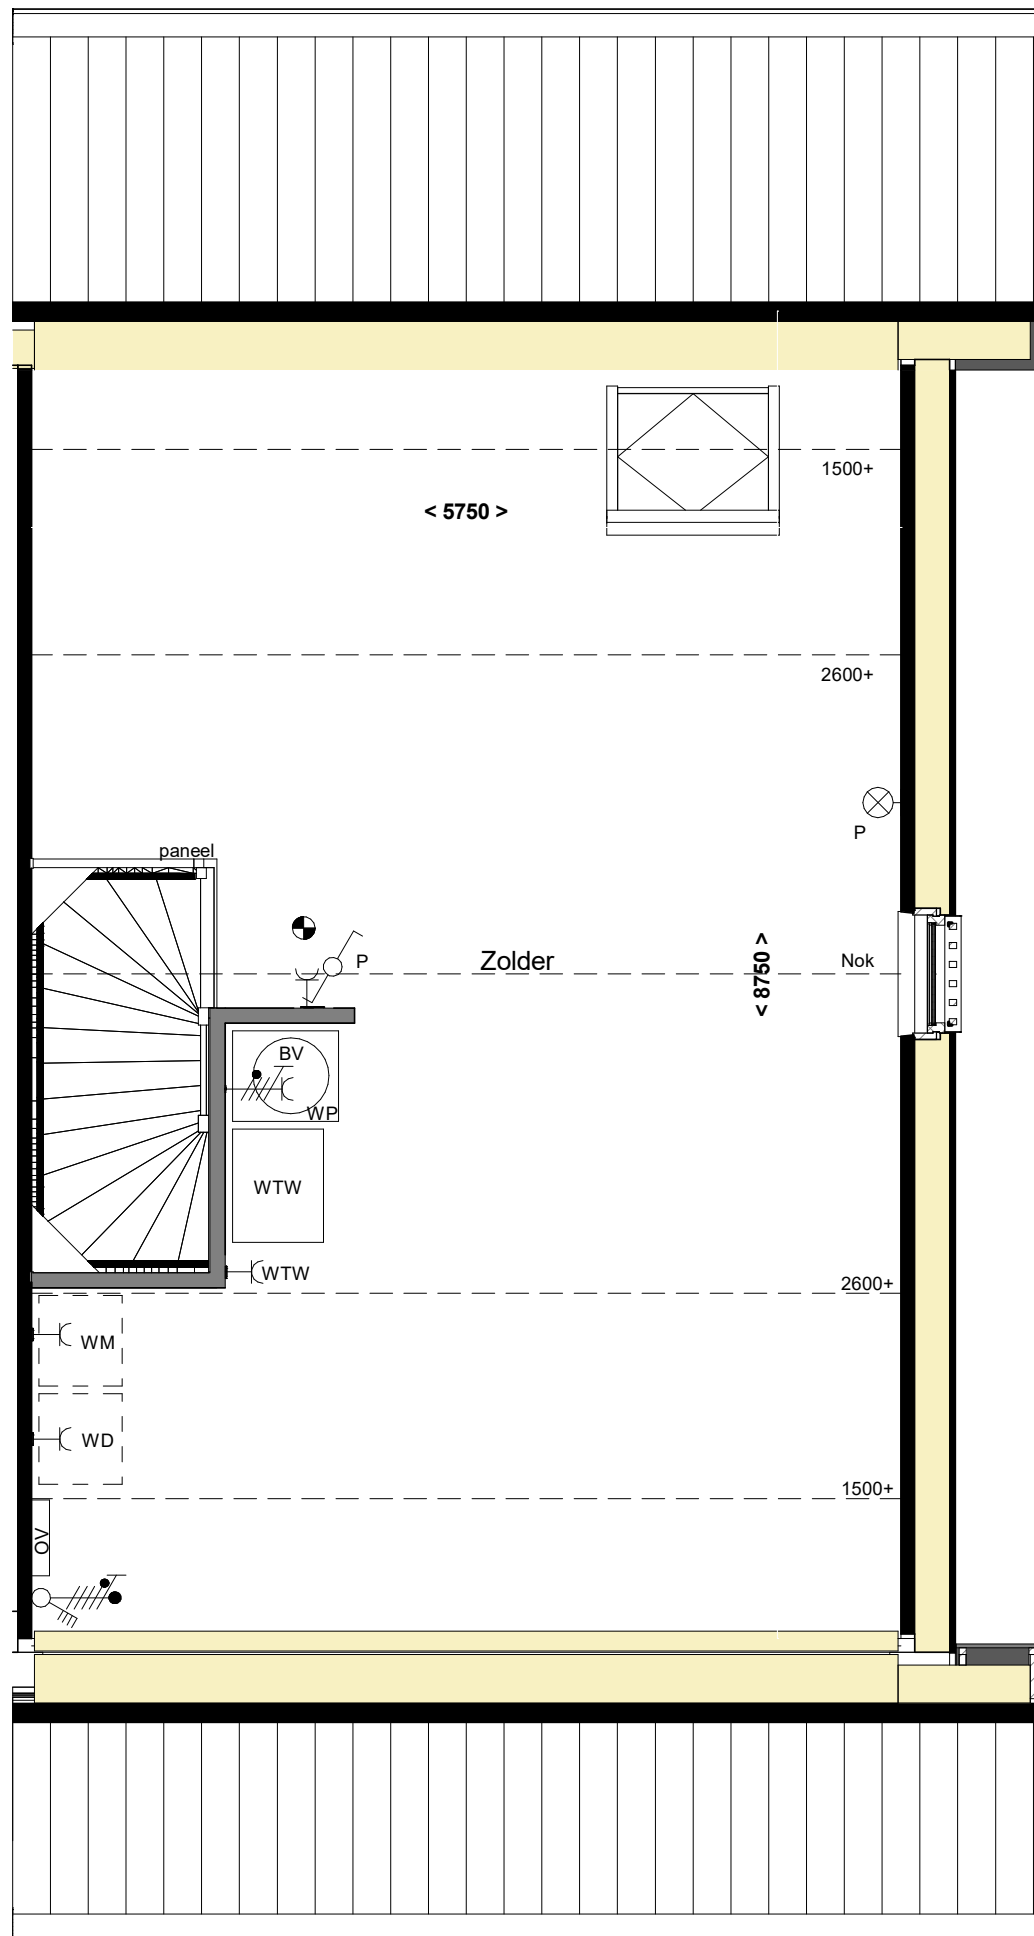 1500+
< 5750 >
2600+
P
paneel
P
Zolder
< 8750 >
Nok
BV
WP
WTW
WTW
2600+
WM
WD
1500+
OV